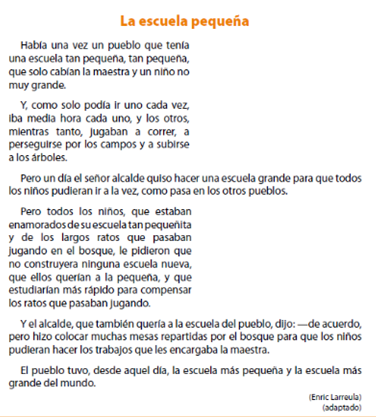 La escuela pequeña
Había una vez un pueblo que tenía
una escuela tan pequeña, tan pequeña,
que solo cabían la maestra y un niño no
muy grande.
Y, como solo podía ir uno cada vez,
iba media hora cada uno, y los otros,
mientras tanto, jugaban a correr, a
perseguirse por los campos y a subirse
a los árboles.
Pero un día el señor alcalde quiso hacer una escuela grande para que todos
los niños pudieran ir a la vez, como pasa en los otros pueblos.
Pero todos los niños, que estaban
enamorados de su escuela tan pequeñita
y de los largos ratos que pasaban
jugando en el bosque, le pidieron que
no construyera ninguna escuela nueva,
que ellos querían a la pequeña, y que
estudiarían más rápido para compensar
los ratos que pasaban jugando.
Y el alcalde, que también quería a la escuela del pueblo, dijo: —de acuerdo,
pero hizo colocar muchas mesas repartidas por el bosque para que los niños
pudieran hacer los trabajos que les encargaba la maestra.
El pueblo tuvo, desde aquel día, la escuela más pequeña y la escuela más
grande del mundo.
(Enric Larreula)
(adaptado)